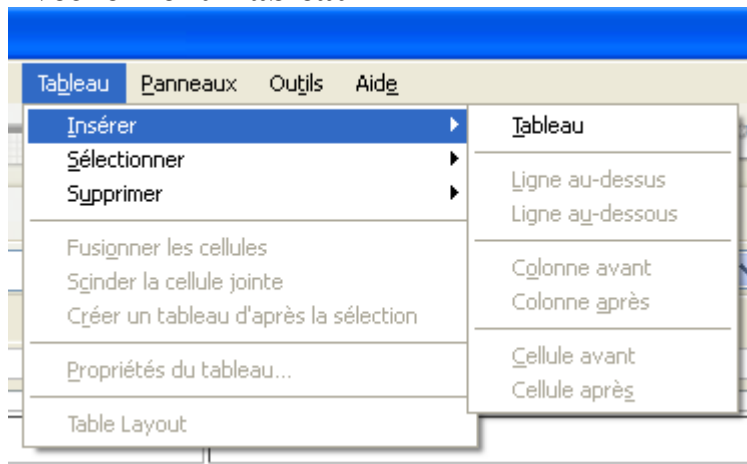 Tableau Panneaux Outils Aide
Insérer
Sélectionner
Supprimer
Fusionner les cellules
Scinder la cellule jointe
Créer un tableau d'après la sélection
Propriétés du tableau...
Table Layout
Tableau
Ligne au-dessus
Ligne au-dessous
Colonne avant
Colonne après
Cellule avant
Cellule après